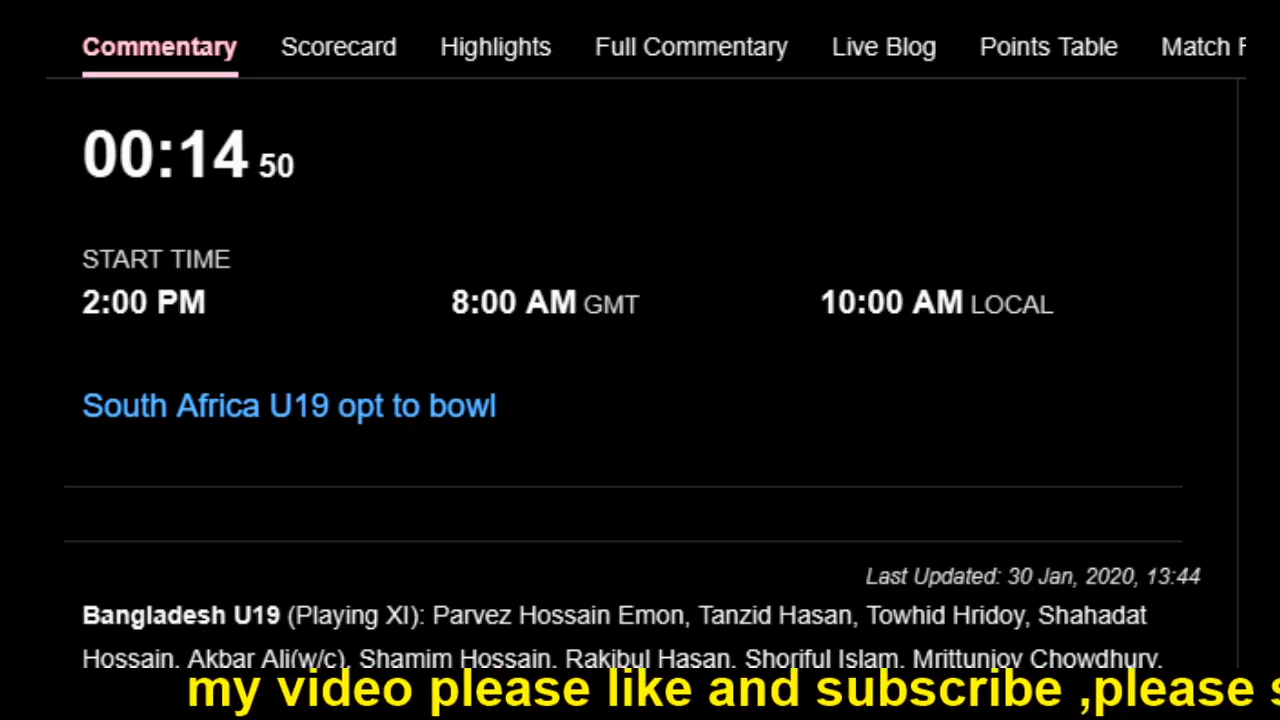 Commentary Scorecard Highlights Full Commentary Live Blog Points Table Match
00:14 50
START TIME
2:00 PM 8:00 AM GMT 10:00 AM LOCAL
South Africa U19 opt to bowl
Last Updated: 30 Jan, 2020, 13:44
Bangladesh U19 (Playing XI): Parvez Hossain Emon, Tanzid Hasan, Towhid Hridoy, Shahadat
Hossain, Akbar Ali(w/c), Shamim Hossain, Rakibul Hasan, Shoriful Islam, Mrittunjoy Chowdhury,
my video please like and subscribe ,please